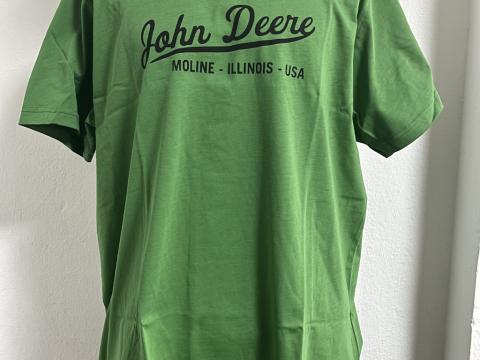 John Deere
MOLINE - ILLINOIS - USA